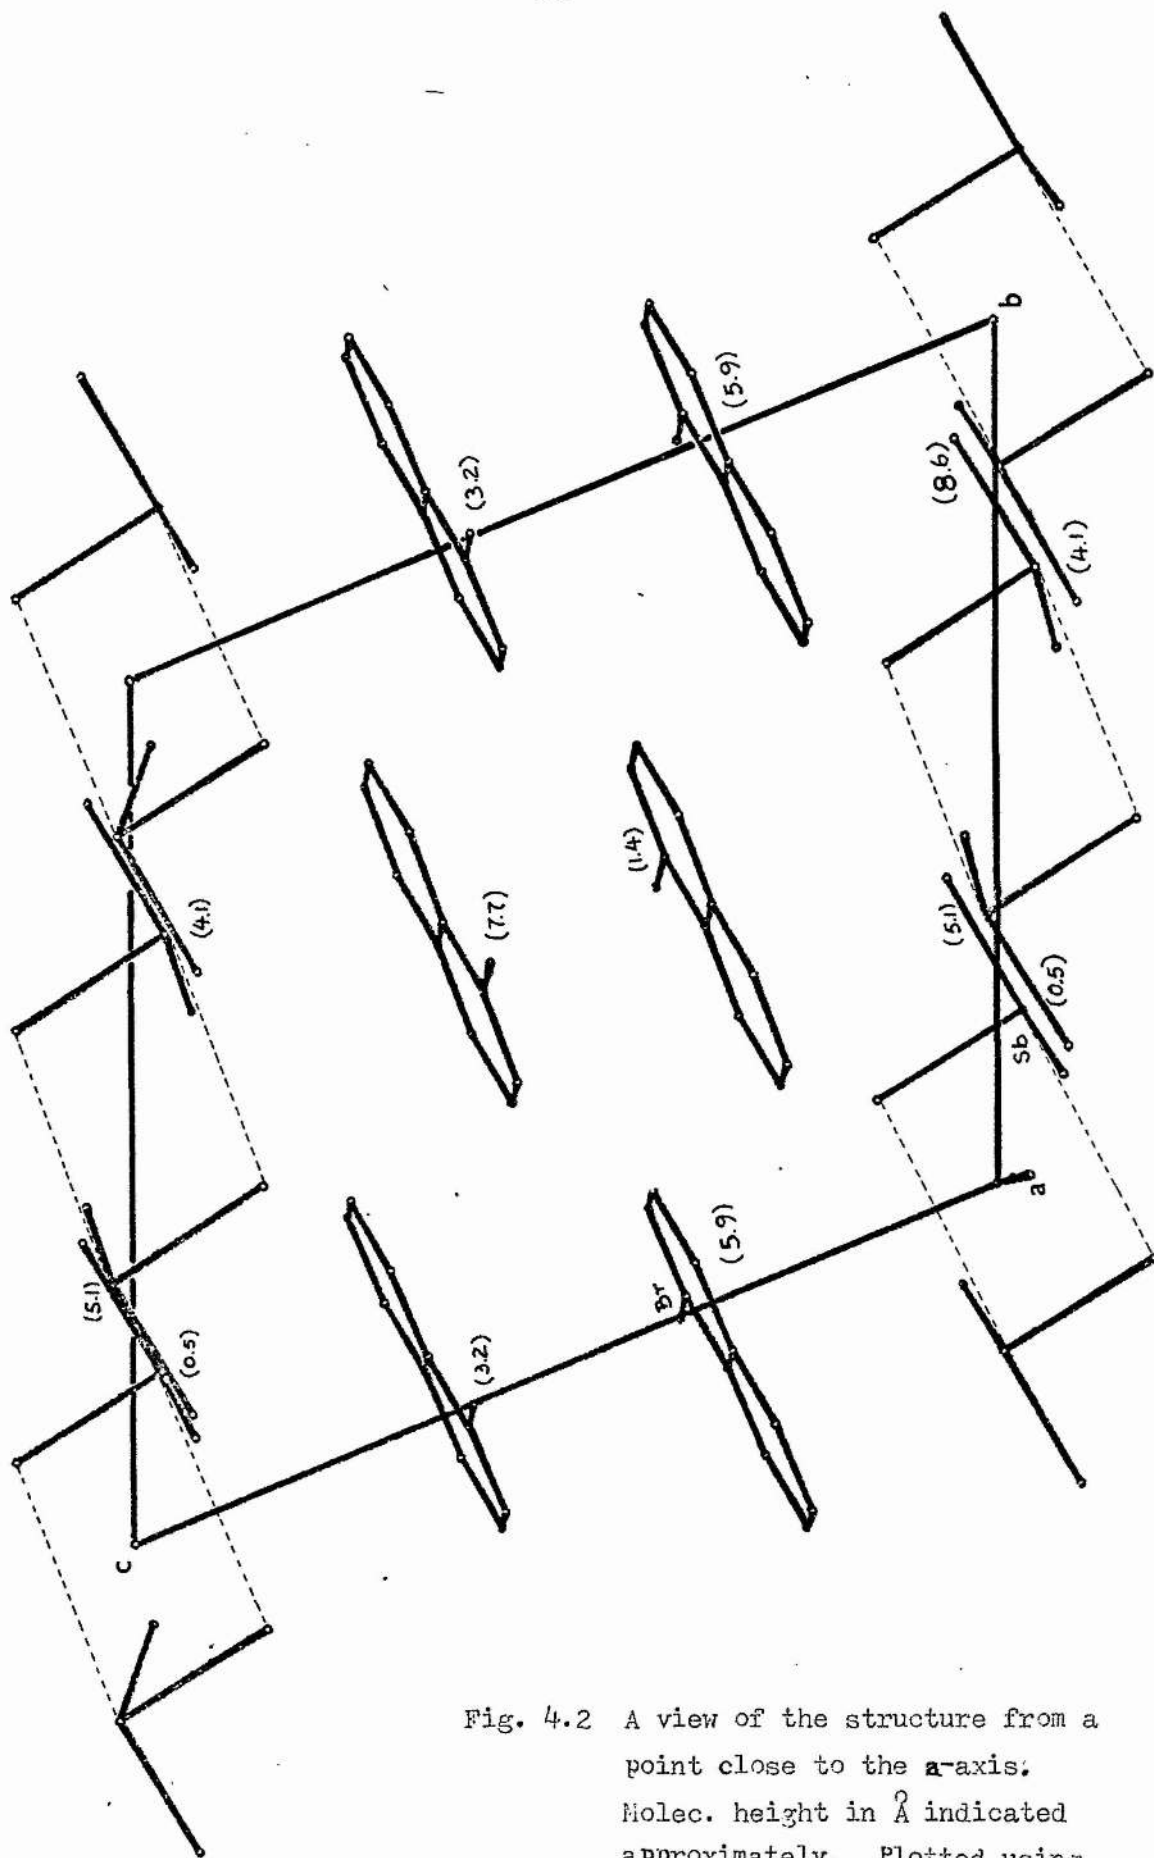 b
(3.2)
(5.9)
(8.6)
(4.1)
(4.1)
(7.7)
(1.4)
(5.1)
(0.5)
Sb
(5.1)
(0.5)
(3.2)
Br
(5.9)
a
c
Fig. 4.2 A view of the structure from a
point close to the a-axis.
Molec. height in Å indicated
approximately. Plotted using